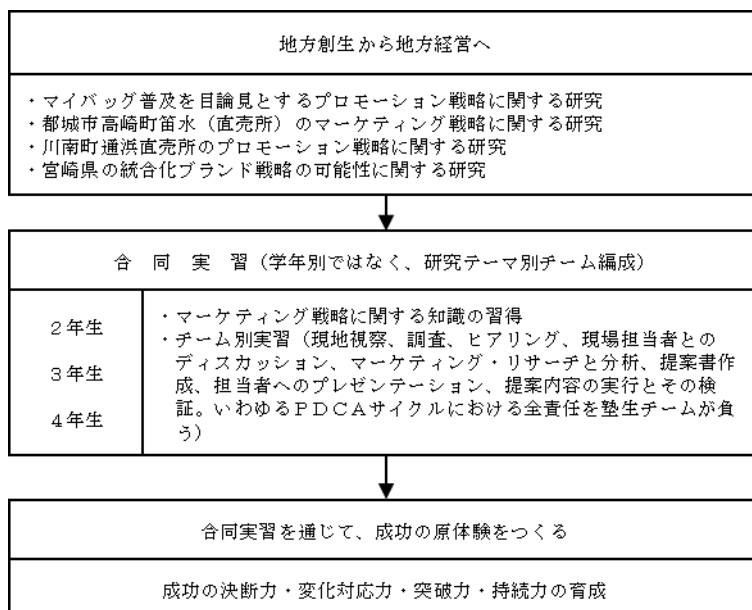 地方創生から地方経営へ
・マイバッグ普及を目論見とするプロモーション戦略に関する研究
・都城市高崎町笛水（直売所）のマーケティング戦略に関する研究
・川南町通浜直売所のプロモーション戦略に関する研究
・宮崎県の統合化ブランド戦略の可能性に関する研究
合 同 実 習（学年別ではなく、研究テーマ別チーム編成）
２年生
３年生
４年生
・マーケティング戦略に関する知識の習得
・チーム別実習（現地視察、調査、ヒアリング、現場担当者との
ディスカッション、マーケティング・リサーチと分析、提案書作
成、担当者へのプレゼンテーション、提案内容の実行とその検
証。いわゆるＰＤＣＡサイクルにおける全責任を塾生チームが負
う）
合同実習を通じて、成功の原体験をつくる
成功の決断力・変化対応力・突破力・持続力の育成